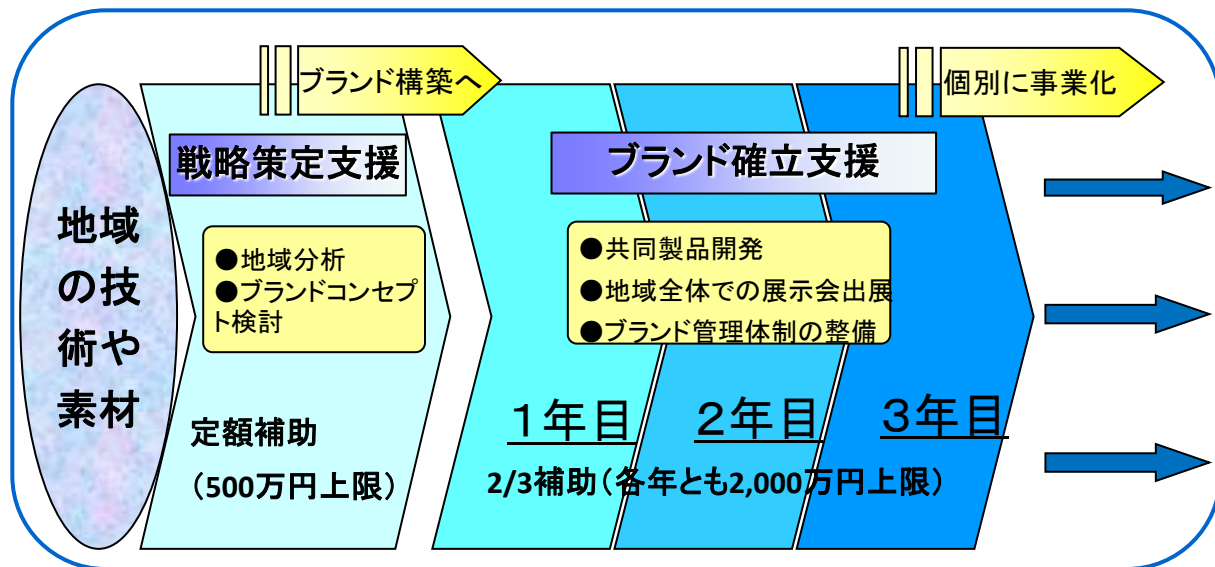 ブランド構築へ
個別に事業化
戦略策定支援
ブランド確立支援
地域
の技
術や
素材
●地域分析
●ブランドコンセプ
ト検討
●共同製品開発
●地域全体での展示会出展
●ブランド管理体制の整備
定額補助
（500万円上限）
１年目
２年目
３年目
2/3補助（各年とも2,000万円上限）